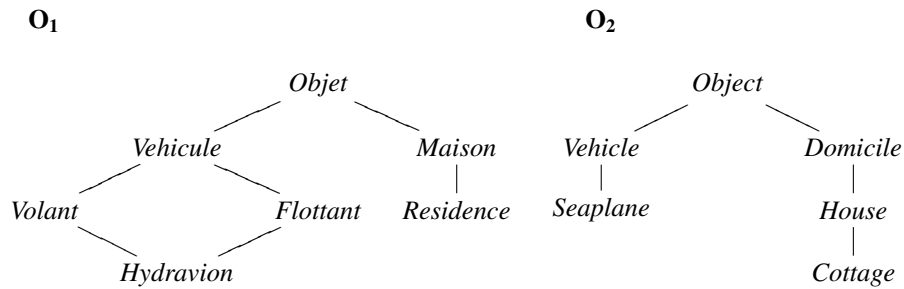 O1 O2
Objet Object
Vehicule Maison Vehicle Domicile
Volant Flottant Residence Seaplane House
Hydravion Cottage